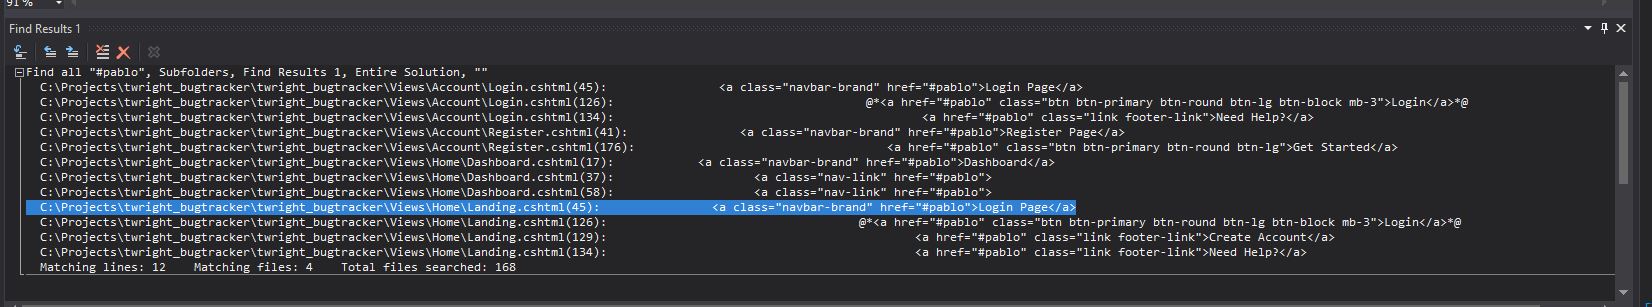 91 %
Find Results 1
Find all "#pablo", Subfolders, Find Results 1, Entire Solution, ""
C:\Projects\twright_bugtracker\twright_bugtracker\Views\Account\Login.cshtml(45): <a class="navbar-brand" href="#pablo">Login Page</a>
C:\Projects\twright_bugtracker\twright_bugtracker\Views\Account\Login.cshtml(126): @*<a href="#pablo" class="btn btn-primary btn-round btn-lg btn-block mb-3">Login</a>*@
C:\Projects\twright_bugtracker\twright_bugtracker\Views\Account\Login.cshtml(134): <a href="#pablo" class="link footer-link">Need Help?</a>
C:\Projects\twright_bugtracker\twright_bugtracker\Views\Account\Register.cshtml(41): <a class="navbar-brand" href="#pablo">Register Page</a>
C:\Projects\twright_bugtracker\twright_bugtracker\Views\Account\Register.cshtml(176): <a href="#pablo" class="btn btn-primary btn-round btn-lg">Get Started</a>
C:\Projects\twright_bugtracker\twright_bugtracker\Views\Home\Dashboard.cshtml(17): <a class="navbar-brand" href="#pablo">Dashboard</a>
C:\Projects\twright_bugtracker\twright_bugtracker\Views\Home\Dashboard.cshtml(37): <a class="nav-link" href="#pablo">
C:\Projects\twright_bugtracker\twright_bugtracker\Views\Home\Dashboard.cshtml(58): <a class="nav-link" href="#pablo">
C:\Projects\twright_bugtracker\twright_bugtracker\Views\Home\Landing.cshtml(45): <a class="navbar-brand" href="#pablo">Login Page</a>
C:\Projects\twright_bugtracker\twright_bugtracker\Views\Home\Landing.cshtml(126): @*<a href="#pablo" class="btn btn-primary btn-round btn-lg btn-block mb-3">Login</a>*@
C:\Projects\twright_bugtracker\twright_bugtracker\Views\Home\Landing.cshtml(129): <a href="#pablo" class="link footer-link">Create Account</a>
C:\Projects\twright_bugtracker\twright_bugtracker\Views\Home\Landing.cshtml(134): <a href="#pablo" class="link footer-link">Need Help?</a>
Matching lines: 12 Matching files: 4 Total files searched: 168